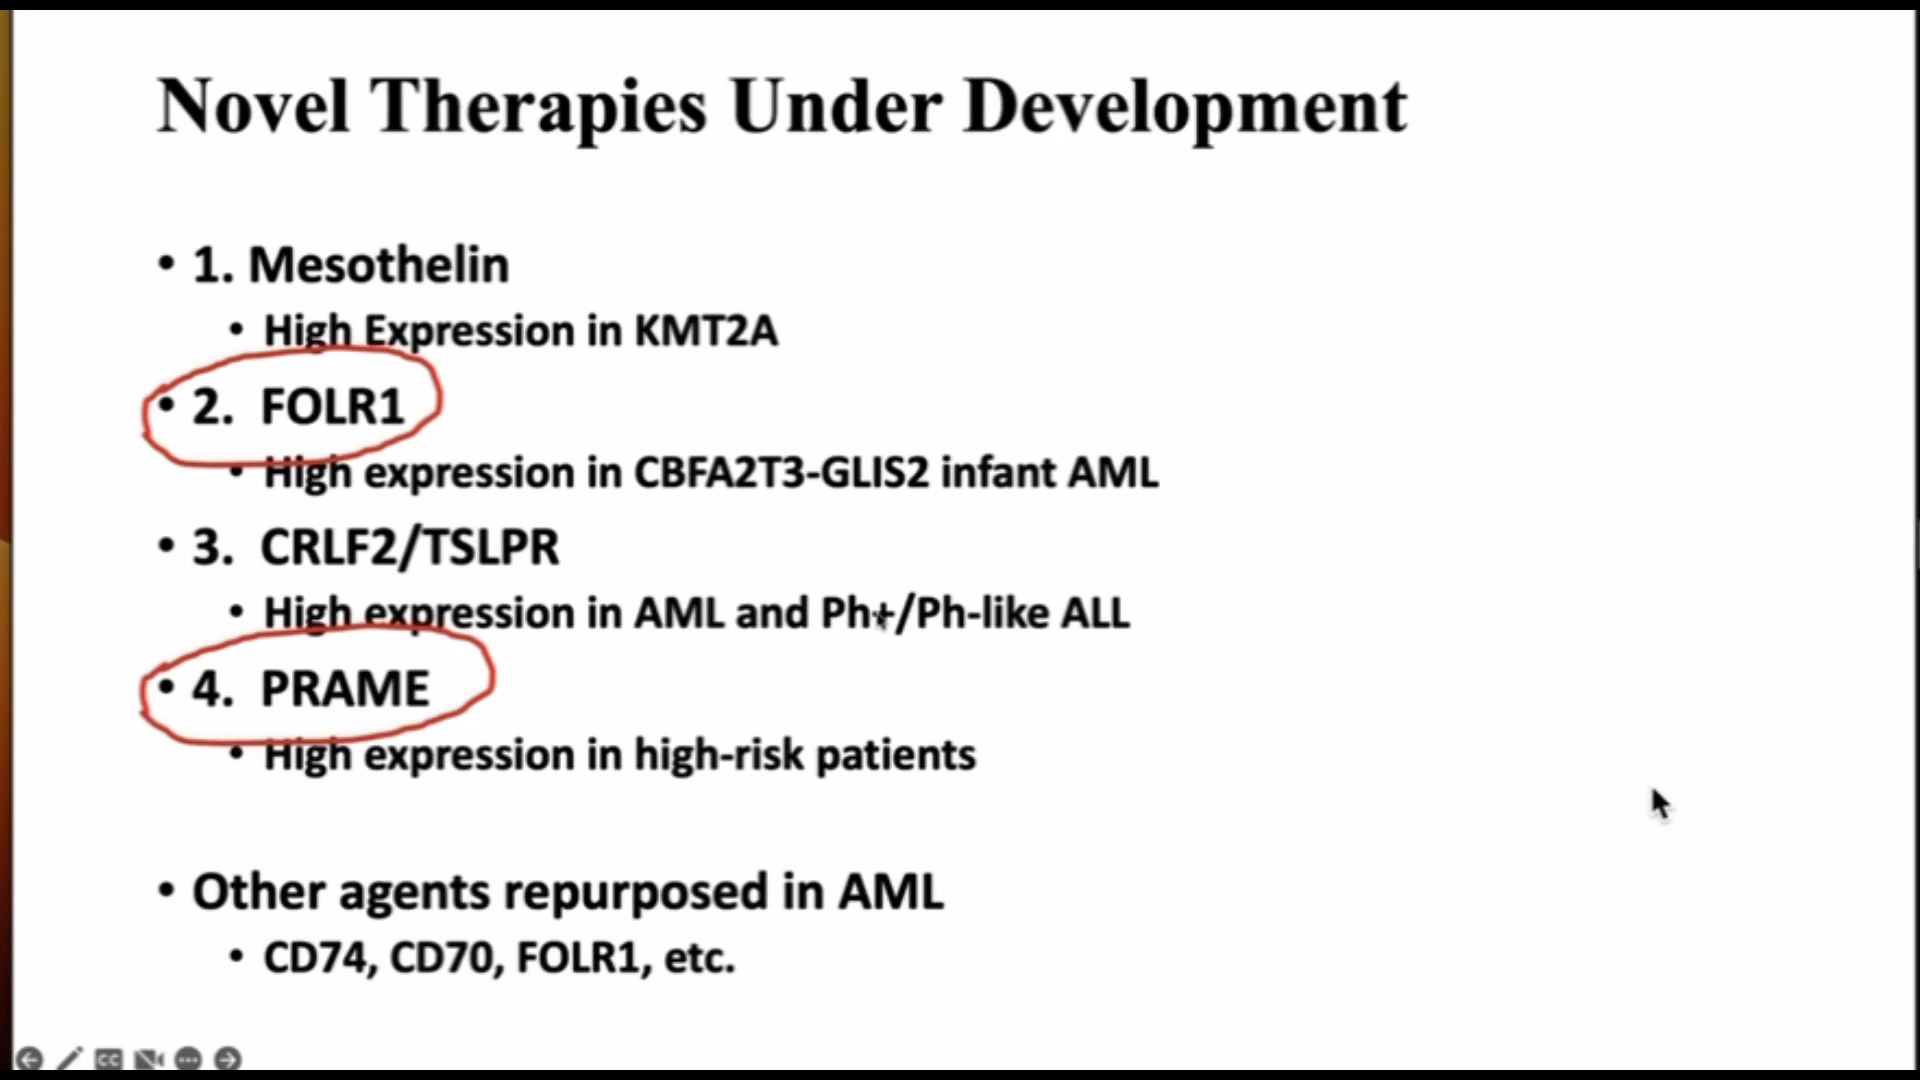 Novel Therapies Under Development
• 1. Mesothelin
• High Expression in KMT2A
• 2. FOLR1
• High expression in CBFA2T3-GLIS2 infant AML
• 3. CRLF2/TSLPR
• High expression in AML and Ph+/Ph-like ALL
• 4. PRAME
• High expression in high-risk patients
• Other agents repurposed in AML
• CD74, CD70, FOLR1, etc.
CC